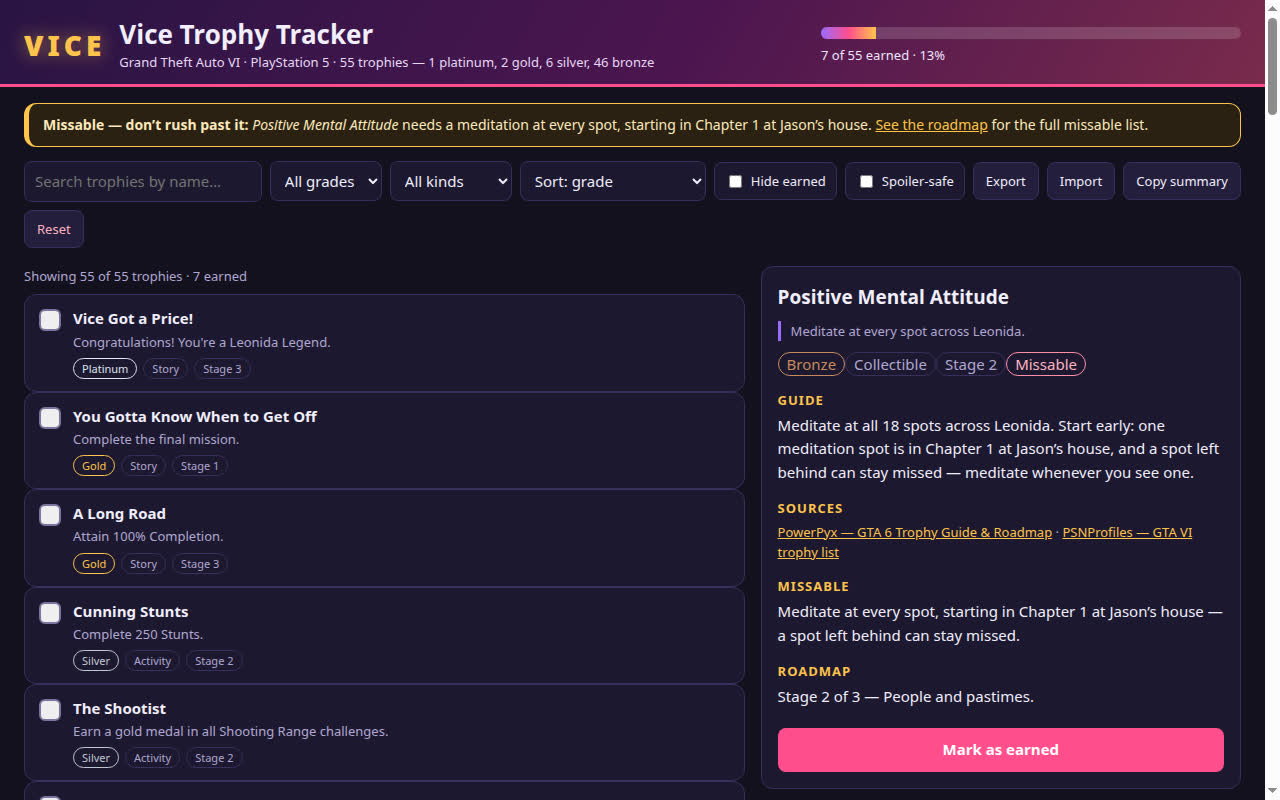 VICE
Vice Trophy Tracker
Grand Theft Auto VI · PlayStation 5 · 55 trophies — 1 platinum, 2 gold, 6 silver, 46 bronze
7 of 55 earned · 13%
Missable — don’t rush past it: Positive Mental Attitude needs a meditation at every spot, starting in Chapter 1 at Jason’s house. See the roadmap for the full missable list.
Search trophies by name... All grades All kinds Sort: grade Hide earned Spoiler-safe Export Import Copy summary
Reset
Showing 55 of 55 trophies · 7 earned
Vice Got a Price!
Congratulations! You're a Leonida Legend.
Platinum Story Stage 3
You Gotta Know When to Get Off
Complete the final mission.
Gold Story Stage 1
A Long Road
Attain 100% Completion.
Gold Story Stage 3
Cunning Stunts
Complete 250 Stunts.
Silver Activity Stage 2
The Shootist
Earn a gold medal in all Shooting Range challenges.
Silver Activity Stage 2
Positive Mental Attitude
Meditate at every spot across Leonida.
Bronze Collectible Stage 2 Missable
GUIDE
Meditate at all 18 spots across Leonida. Start early: one
meditation spot is in Chapter 1 at Jason’s house, and a spot left
behind can stay missed — meditate whenever you see one.
SOURCES
PowerPyx — GTA 6 Trophy Guide & Roadmap · PSNProfiles — GTA VI
trophy list
MISSABLE
Meditate at every spot, starting in Chapter 1 at Jason’s house —
a spot left behind can stay missed.
ROADMAP
Stage 2 of 3 — People and pastimes.
Mark as earned